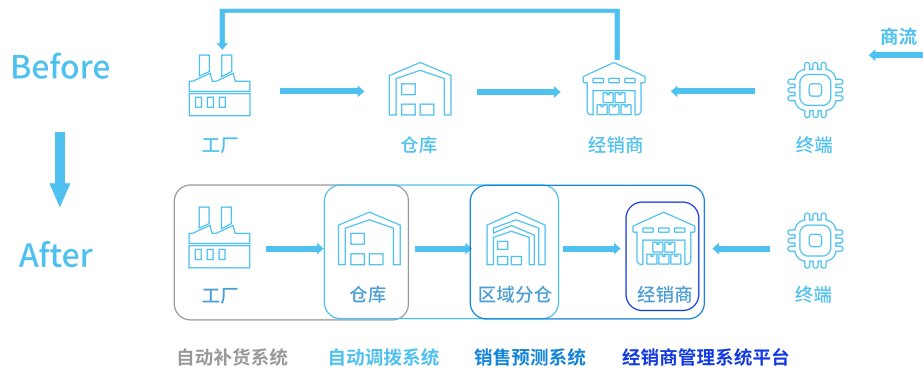 商流
Before
工厂 仓库 经销商 终端
After
工厂 仓库 区域分仓 经销商 终端
自动补货系统 自动调拨系统 销售预测系统 经销商管理系统平台